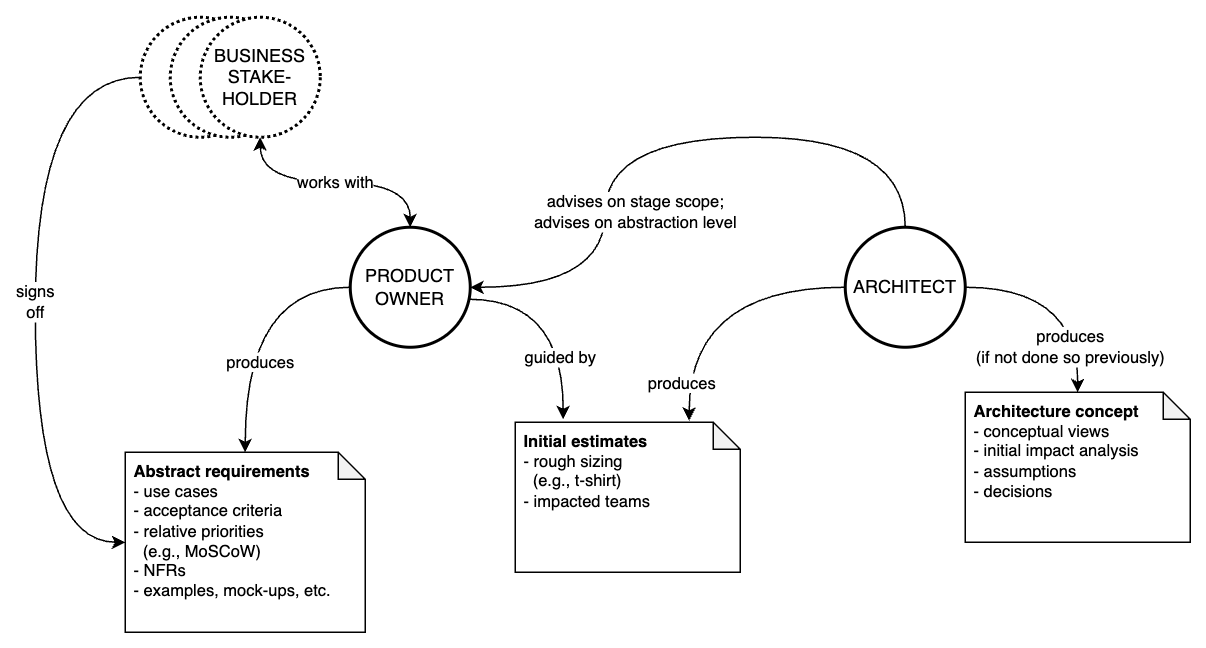 BUSINESS
STAKE-
HOLDER
works with
advises on stage scope;
advises on abstraction level
PRODUCT
OWNER
ARCHITECT
signs
off
produces
guided by
produces
produces
(if not done so previously)
Abstract requirements
- use cases
- acceptance criteria
- relative priorities
(e.g., MoSCoW)
- NFRs
- examples, mock-ups, etc.
Initial estimates
- rough sizing
(e.g., t-shirt)
- impacted teams
Architecture concept
- conceptual views
- initial impact analysis
- assumptions
- decisions